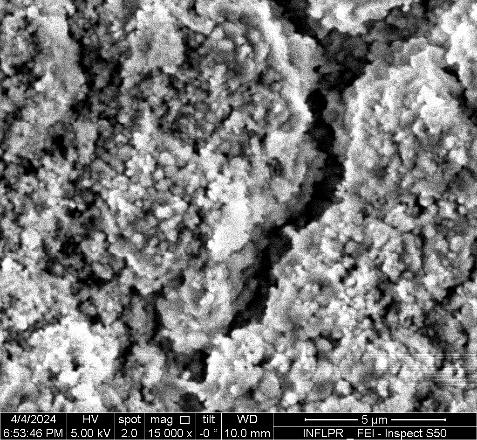 4/4/2024 HV spot mag □ tilt WD 5 µm
6:53:46 PM 5.00 kV 2.0 15 000 x -0 ° 10.0 mm INFLPR FEI - Inspect S50